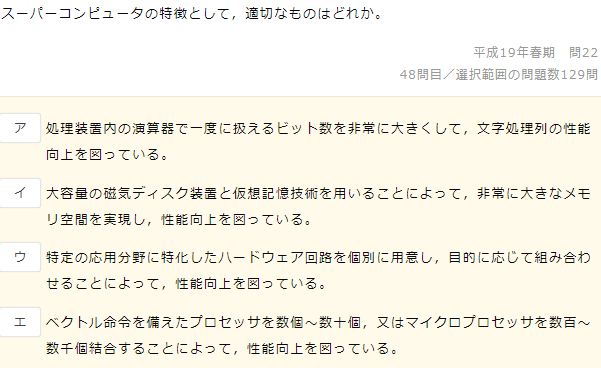 スーパーコンピュータの特徴として，適切なものはどれか。
平成19年春期　問22
48問目／選択範囲の問題数129問
ア 処理装置内の演算器で一度に扱えるビット数を非常に大きくして，文字処理列の性能
向上を図っている。
イ 大容量の磁気ディスク装置と仮想記憶技術を用いることによって，非常に大きなメモ
リ空間を実現し，性能向上を図っている。
ウ 特定の応用分野に特化したハードウェア回路を個別に用意し，目的に応じて組み合わ
せることによって，性能向上を図っている。
エ ベクトル命令を備えたプロセッサを数個～数十個，又はマイクロプロセッサを数百～
数千個結合することによって，性能向上を図っている。